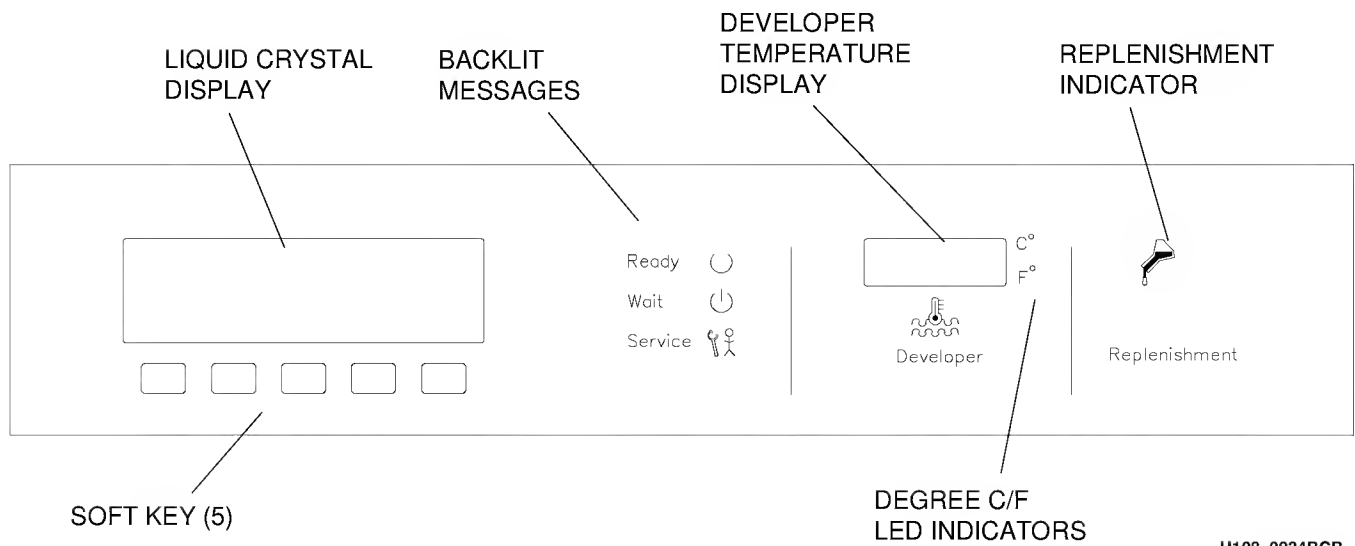 LIQUID CRYSTAL
DISPLAY
BACKLIT
MESSAGES
DEVELOPER
TEMPERATURE
DISPLAY
REPLENISHMENT
INDICATOR
Ready
Wait
Service
C°
F°
Developer
Replenishment
SOFT KEY (5)
DEGREE C/F
LED INDICATORS